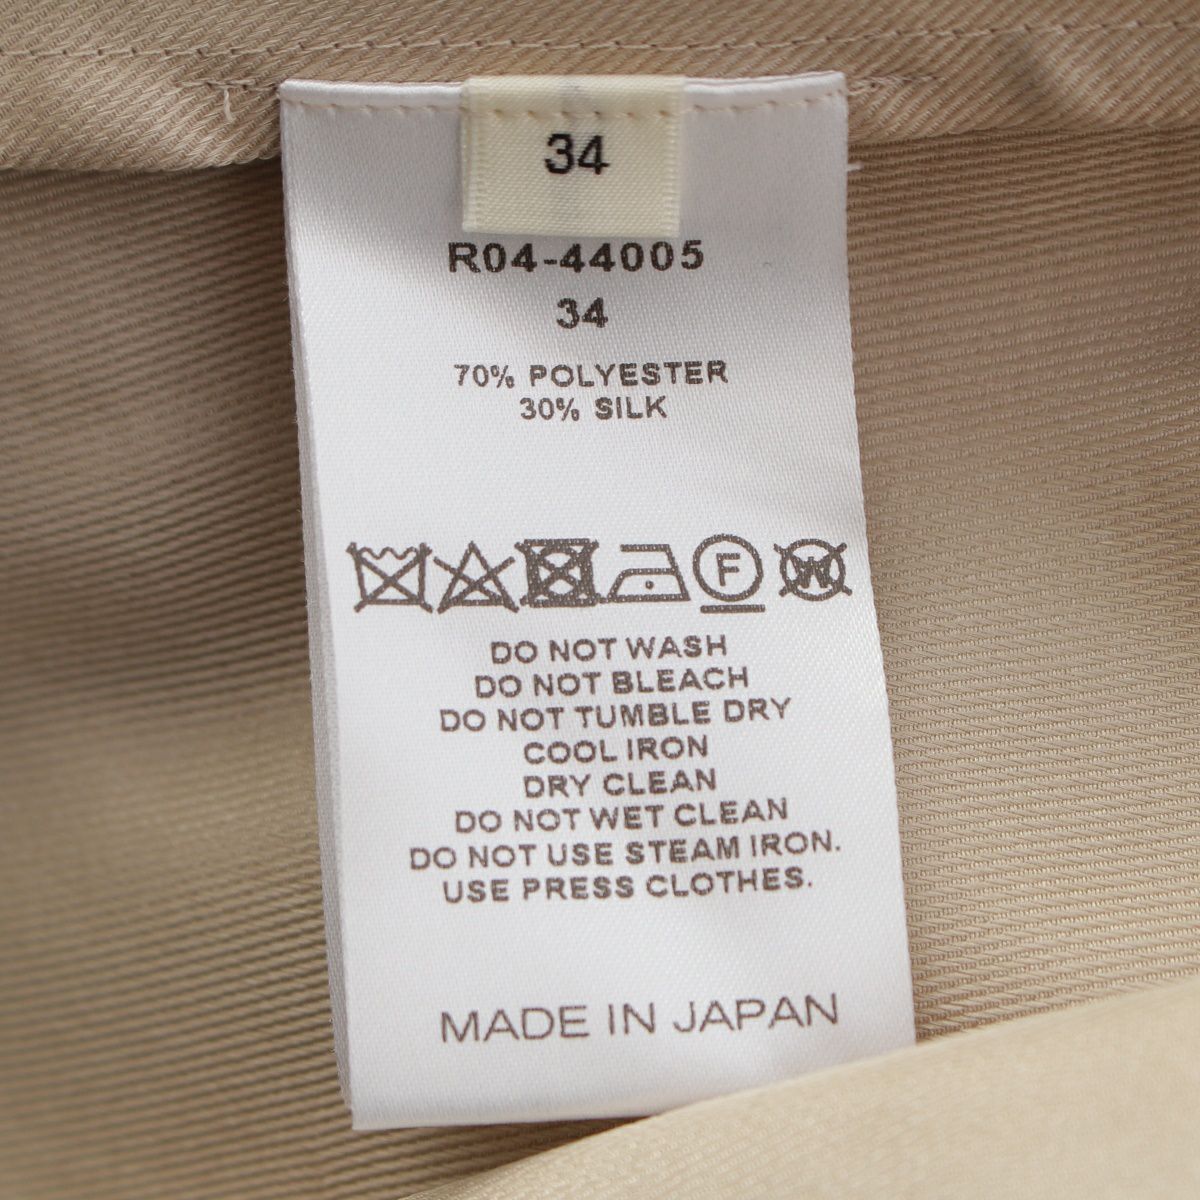 34
R04-44005
34
70% POLYESTER
30% SILK
F W
DO NOT WASH
DO NOT BLEACH
DO NOT TUMBLE DRY
COOL IRON
DRY CLEAN
DO NOT WET CLEAN
DO NOT USE STEAM IRON.
USE PRESS CLOTHES.
MADE IN JAPAN